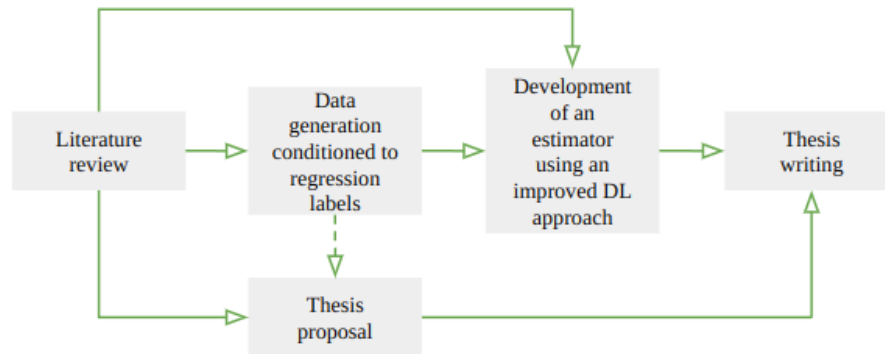 Literature
review
Data
generation
conditioned to
regression
labels
Development
of an
estimator
using an
improved DL
approach
Thesis
writing
Thesis
proposal